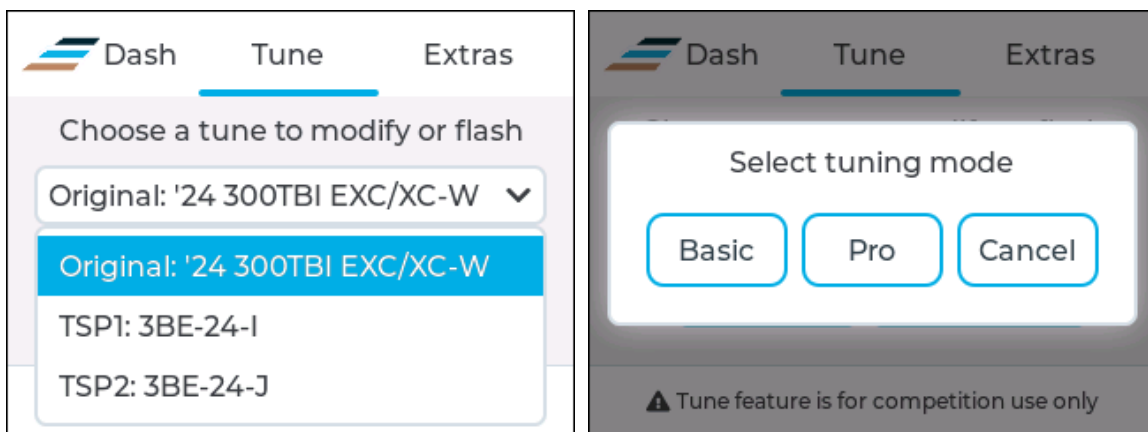 Dash Tune Extras
Choose a tune to modify or flash
Original: '24 300TBI EXC/XC-W
Original: '24 300TBI EXC/XC-W
TSP1: 3BE-24-I
TSP2: 3BE-24-J
Dash Tune Extras
Select tuning mode
Basic Pro Cancel
Tune feature is for competition use only